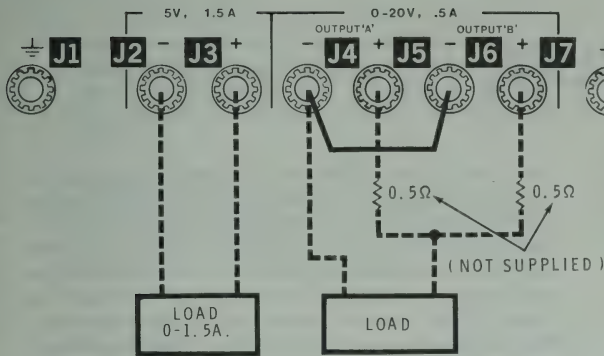 5V, 1.5A
0-20V, .5A
OUTPUT'A'
OUTPUT'B'
J1
J2
-
J3
+
-
J4
+
J5
-
J6
+
J7
0.5Ω
0.5Ω
(NOT SUPPLIED)
LOAD
0-1.5A.
LOAD